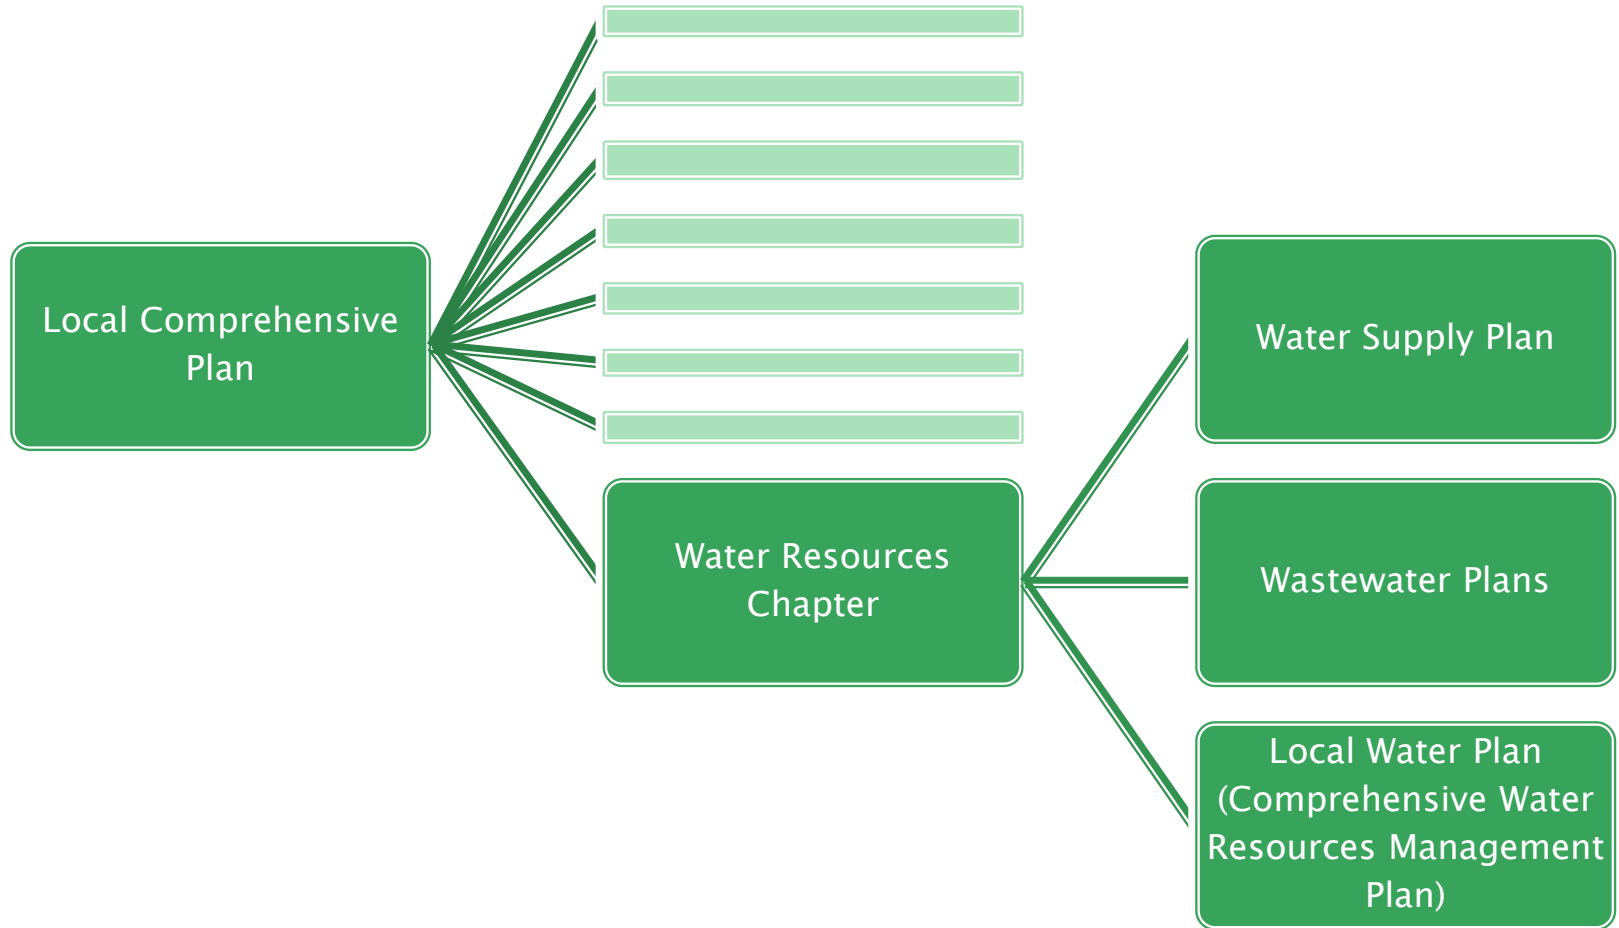 Local Comprehensive
Plan
Water Resources
Chapter
Water Supply Plan
Wastewater Plans
Local Water Plan
(Comprehensive Water
Resources Management
Plan)